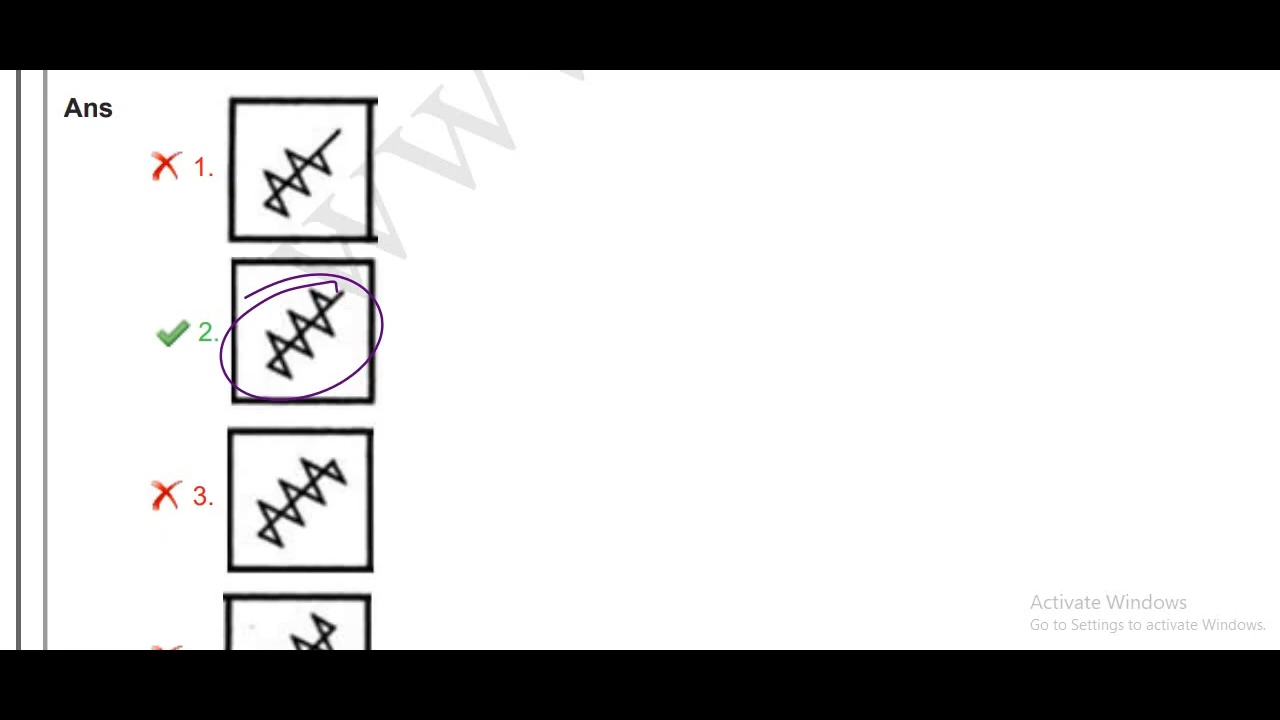 Ans
1.
2.
3.
Activate Windows
Go to Settings to activate Windows.